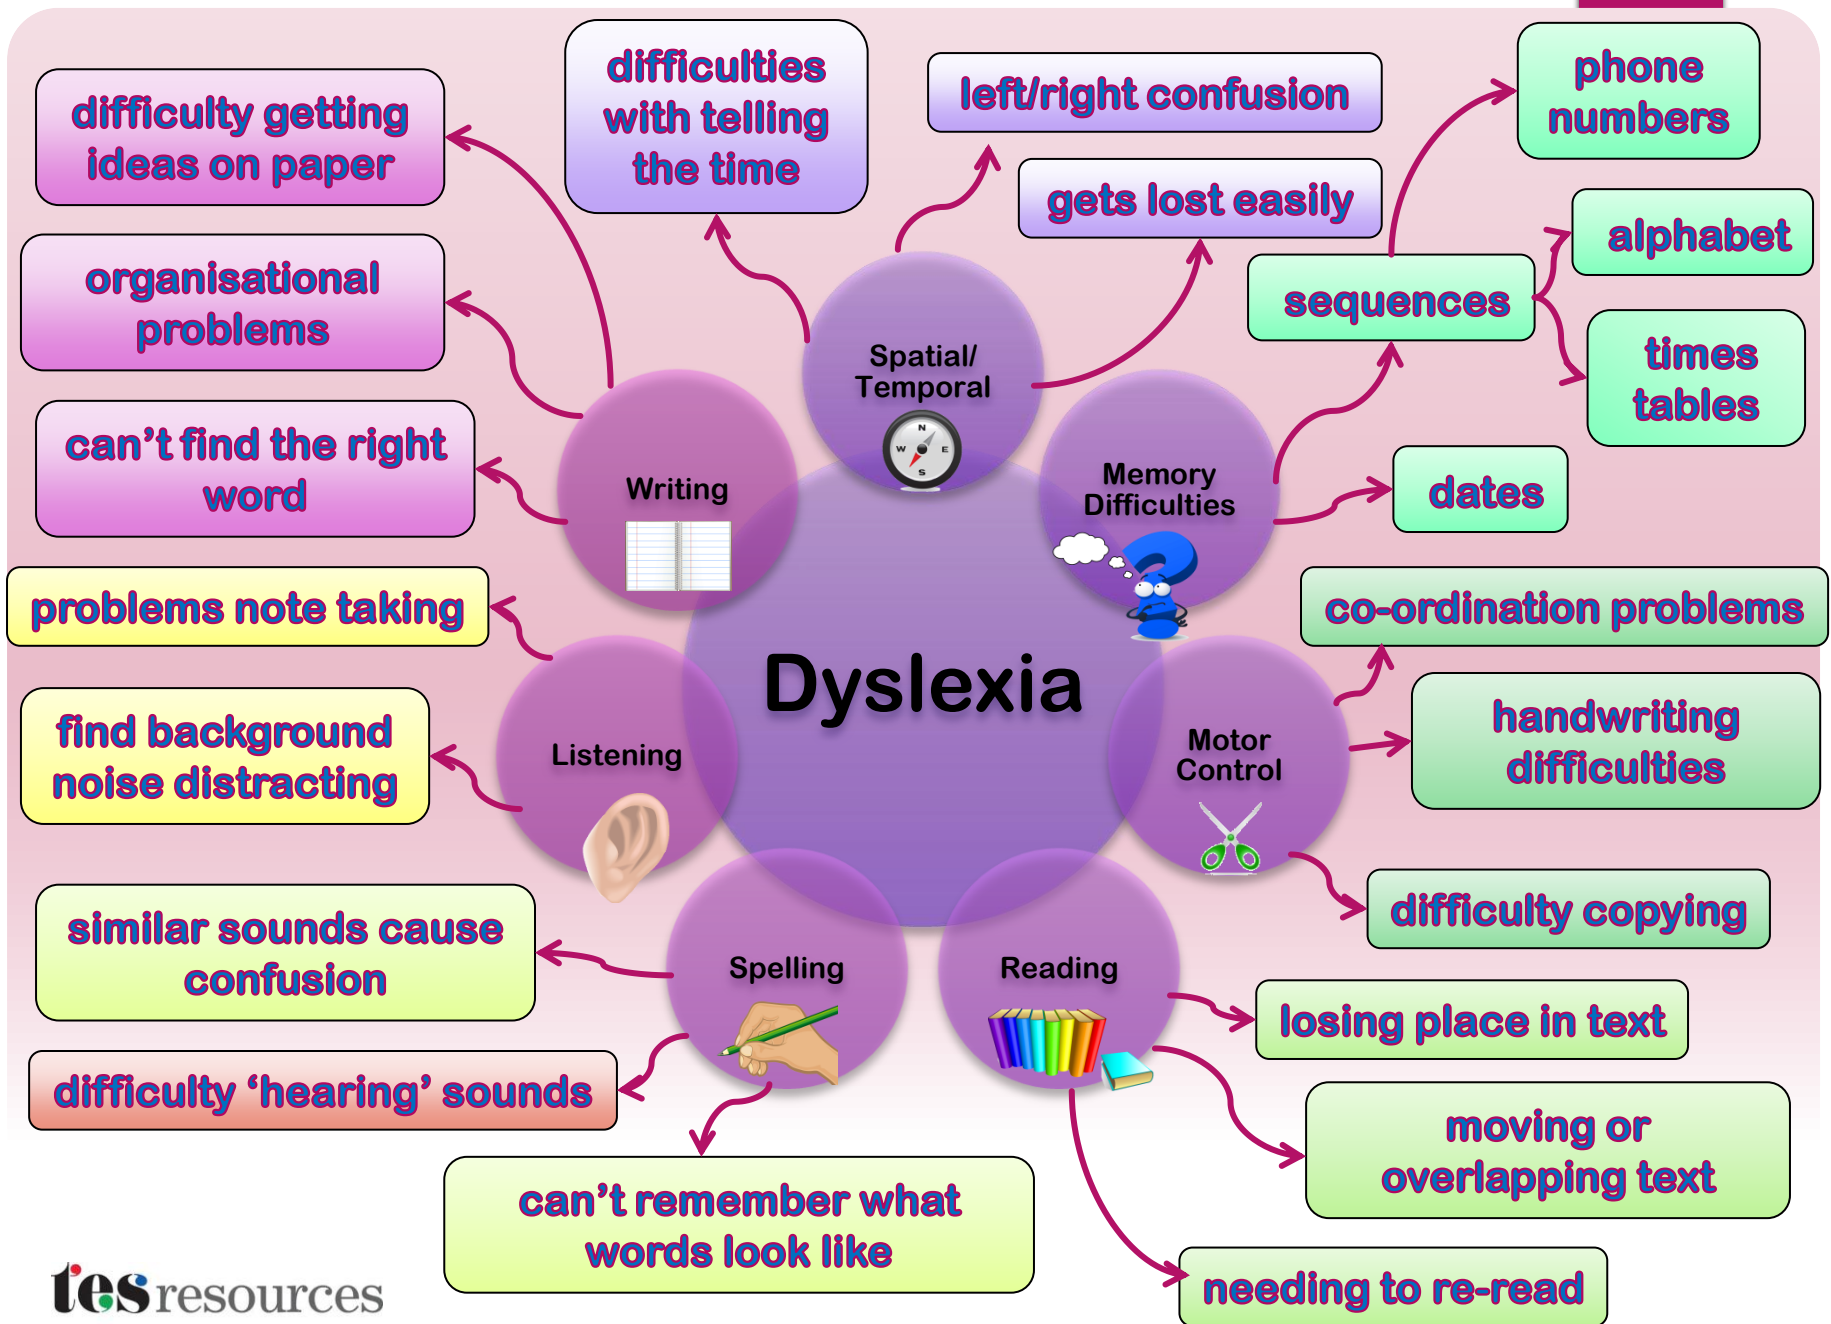 difficulty getting
ideas on paper
organisational
problems
can't find the right
word
difficulties
with telling
the time
left/right confusion
gets lost easily
phone
numbers
alphabet
sequences
times
tables
dates
Spatial/
Temporal
N
W
E
S
Writing
Memory
Difficulties
problems note taking
find background
noise distracting
Listening
Dyslexia
Motor
Control
co-ordination problems
handwriting
difficulties
difficulty copying
similar sounds cause
confusion
difficulty ‘hearing’ sounds
can’t remember what
words look like
Spelling
Reading
losing place in text
moving or
overlapping text
needing to re-read
tes resources